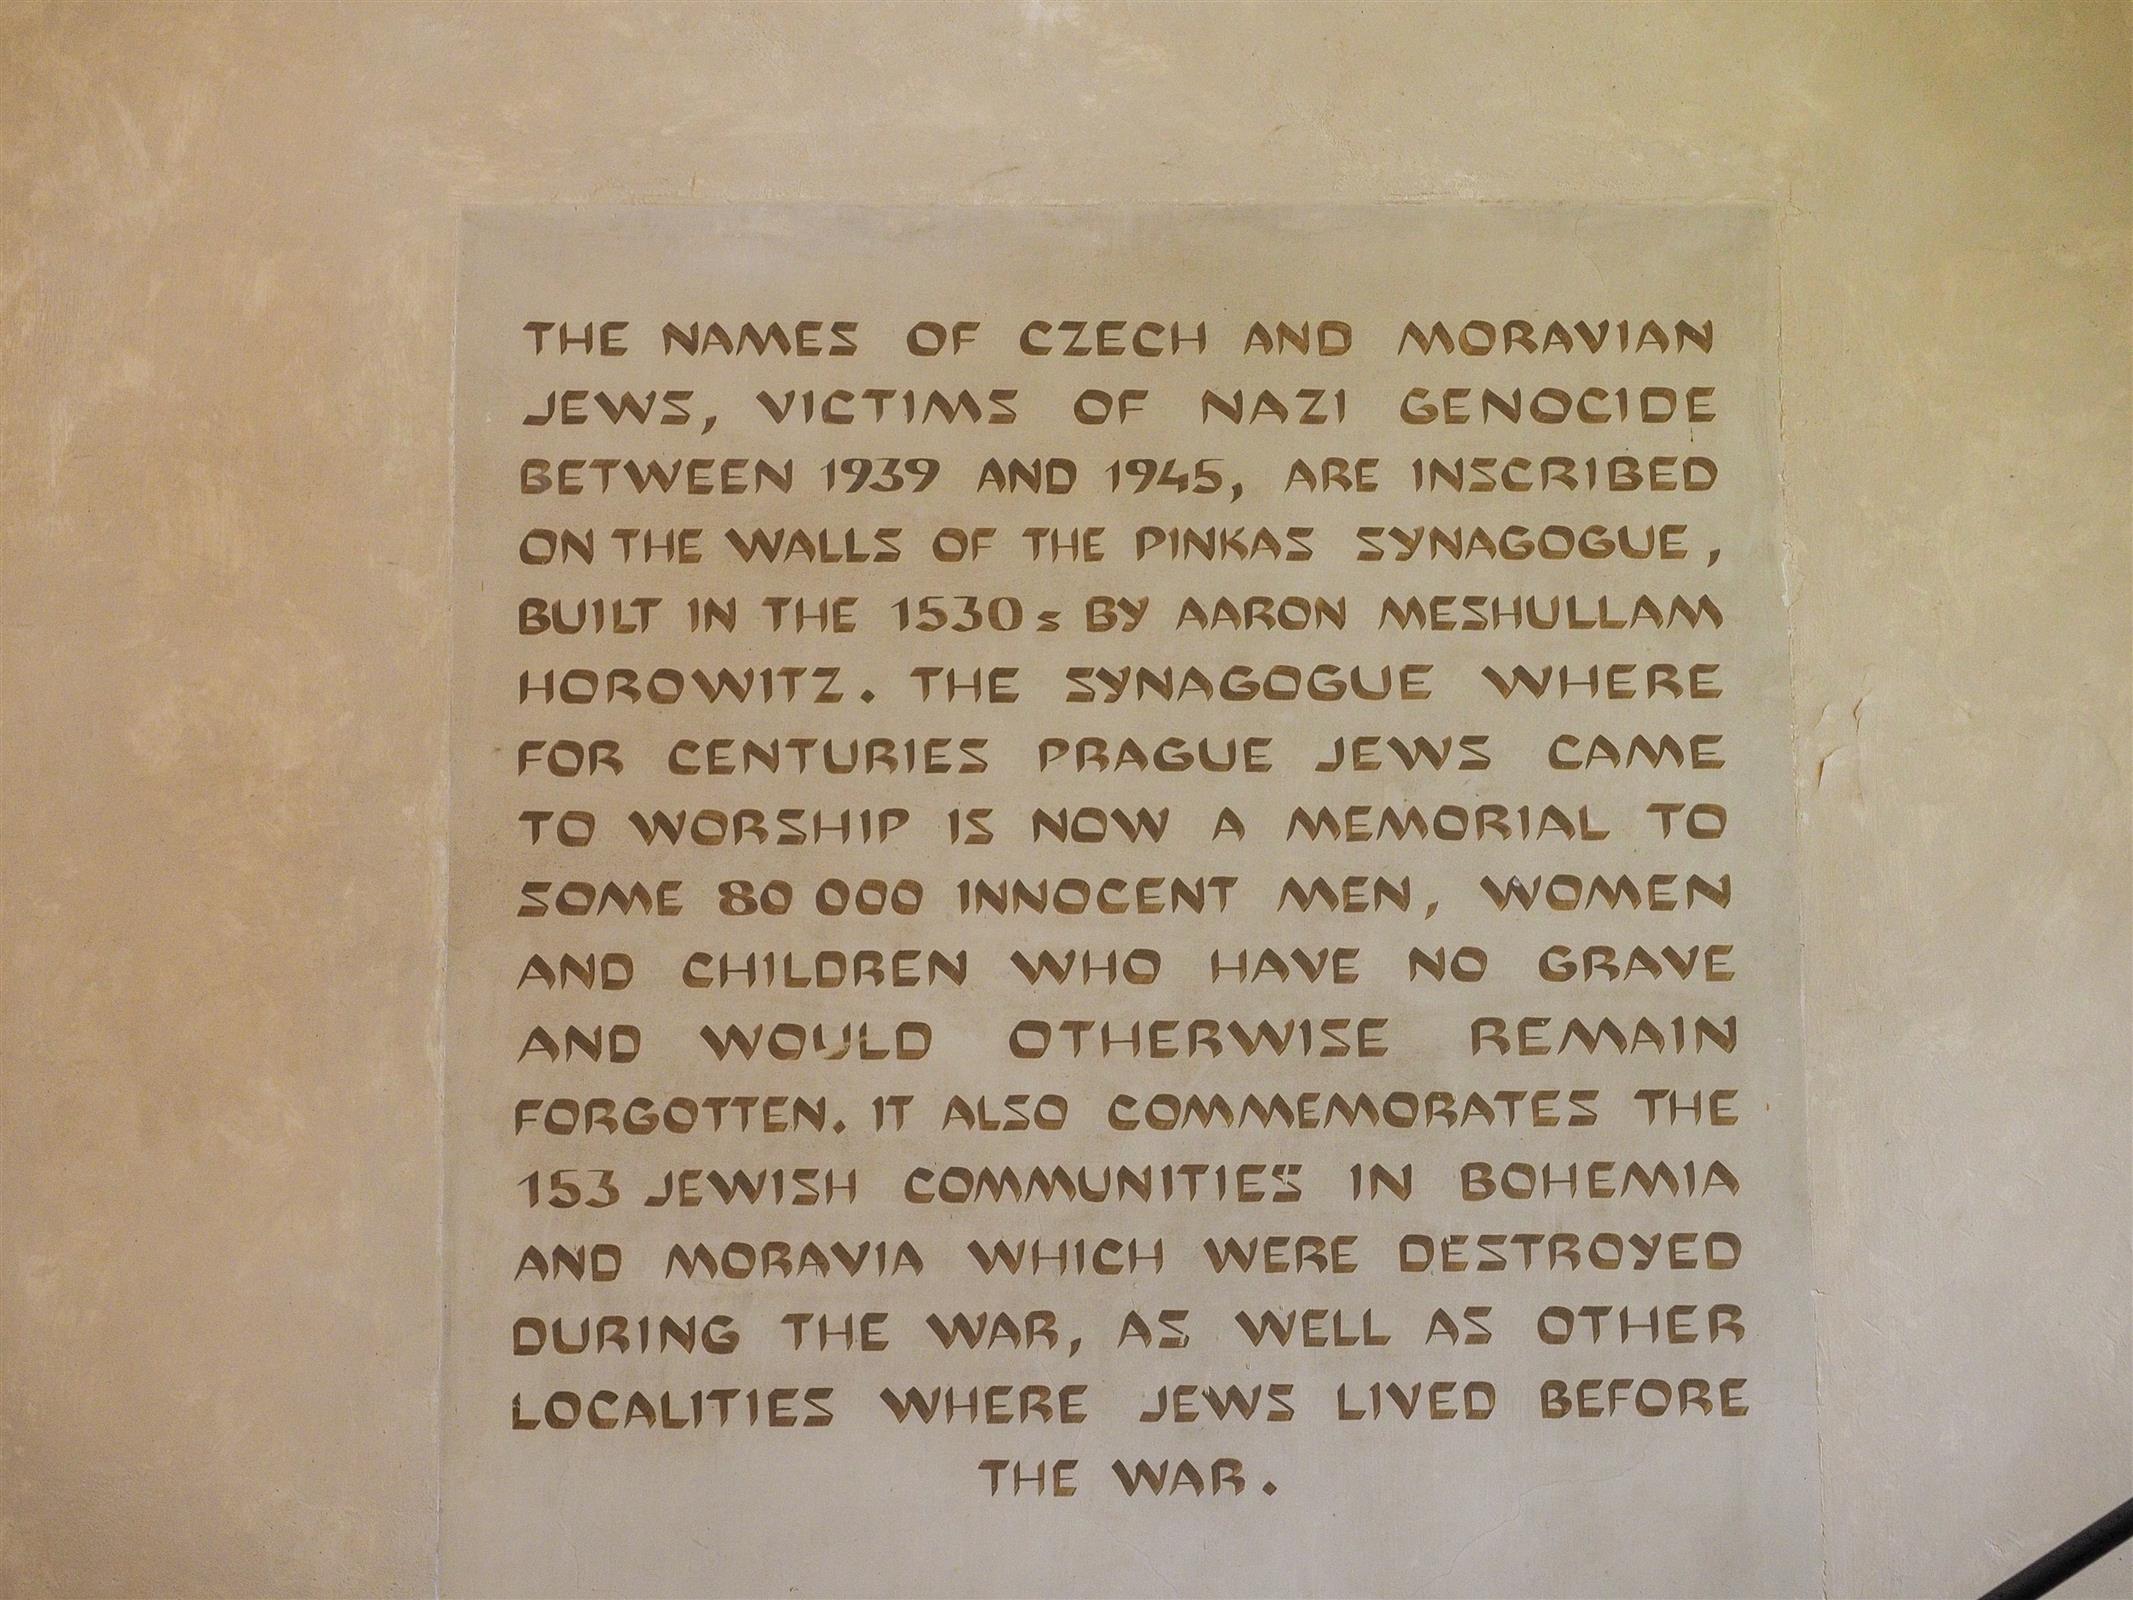 THE NAMES OF CZECH AND MORAVIAN
JEWS, VICTIMS OF NAZI GENOCIDE
BETWEEN 1939 AND 1945, ARE INSCRIBED
ON THE WALLS OF THE PINKAS SYNAGOGUE,
BUILT IN THE 1530s BY AARON MESHULLAM
HOROWITZ. THE SYNAGOGUE WHERE
FOR CENTURIES PRAGUE JEWS CAME
TO WORSHIP IS NOW A MEMORIAL TO
SOME 80 000 INNOCENT MEN, WOMEN
AND CHILDREN WHO HAVE NO GRAVE
AND WOULD OTHERWISE REMAIN
FORGOTTEN. IT ALSO COMMEMORATES THE
153 JEWISH COMMUNITIES IN BOHEMIA
AND MORAVIA WHICH WERE DESTROYED
DURING THE WAR, AS WELL AS OTHER
LOCALITIES WHERE JEWS LIVED BEFORE
THE WAR.